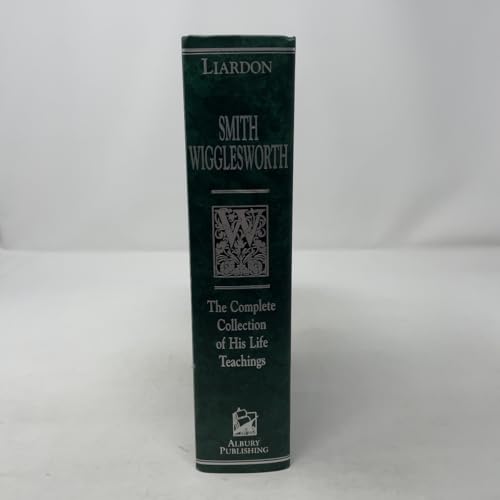 LIARDON
SMITH
WIGGLESWORTH
W
The Complete
Collection
of His Life
Teachings
ALBURY
PUBLISHING